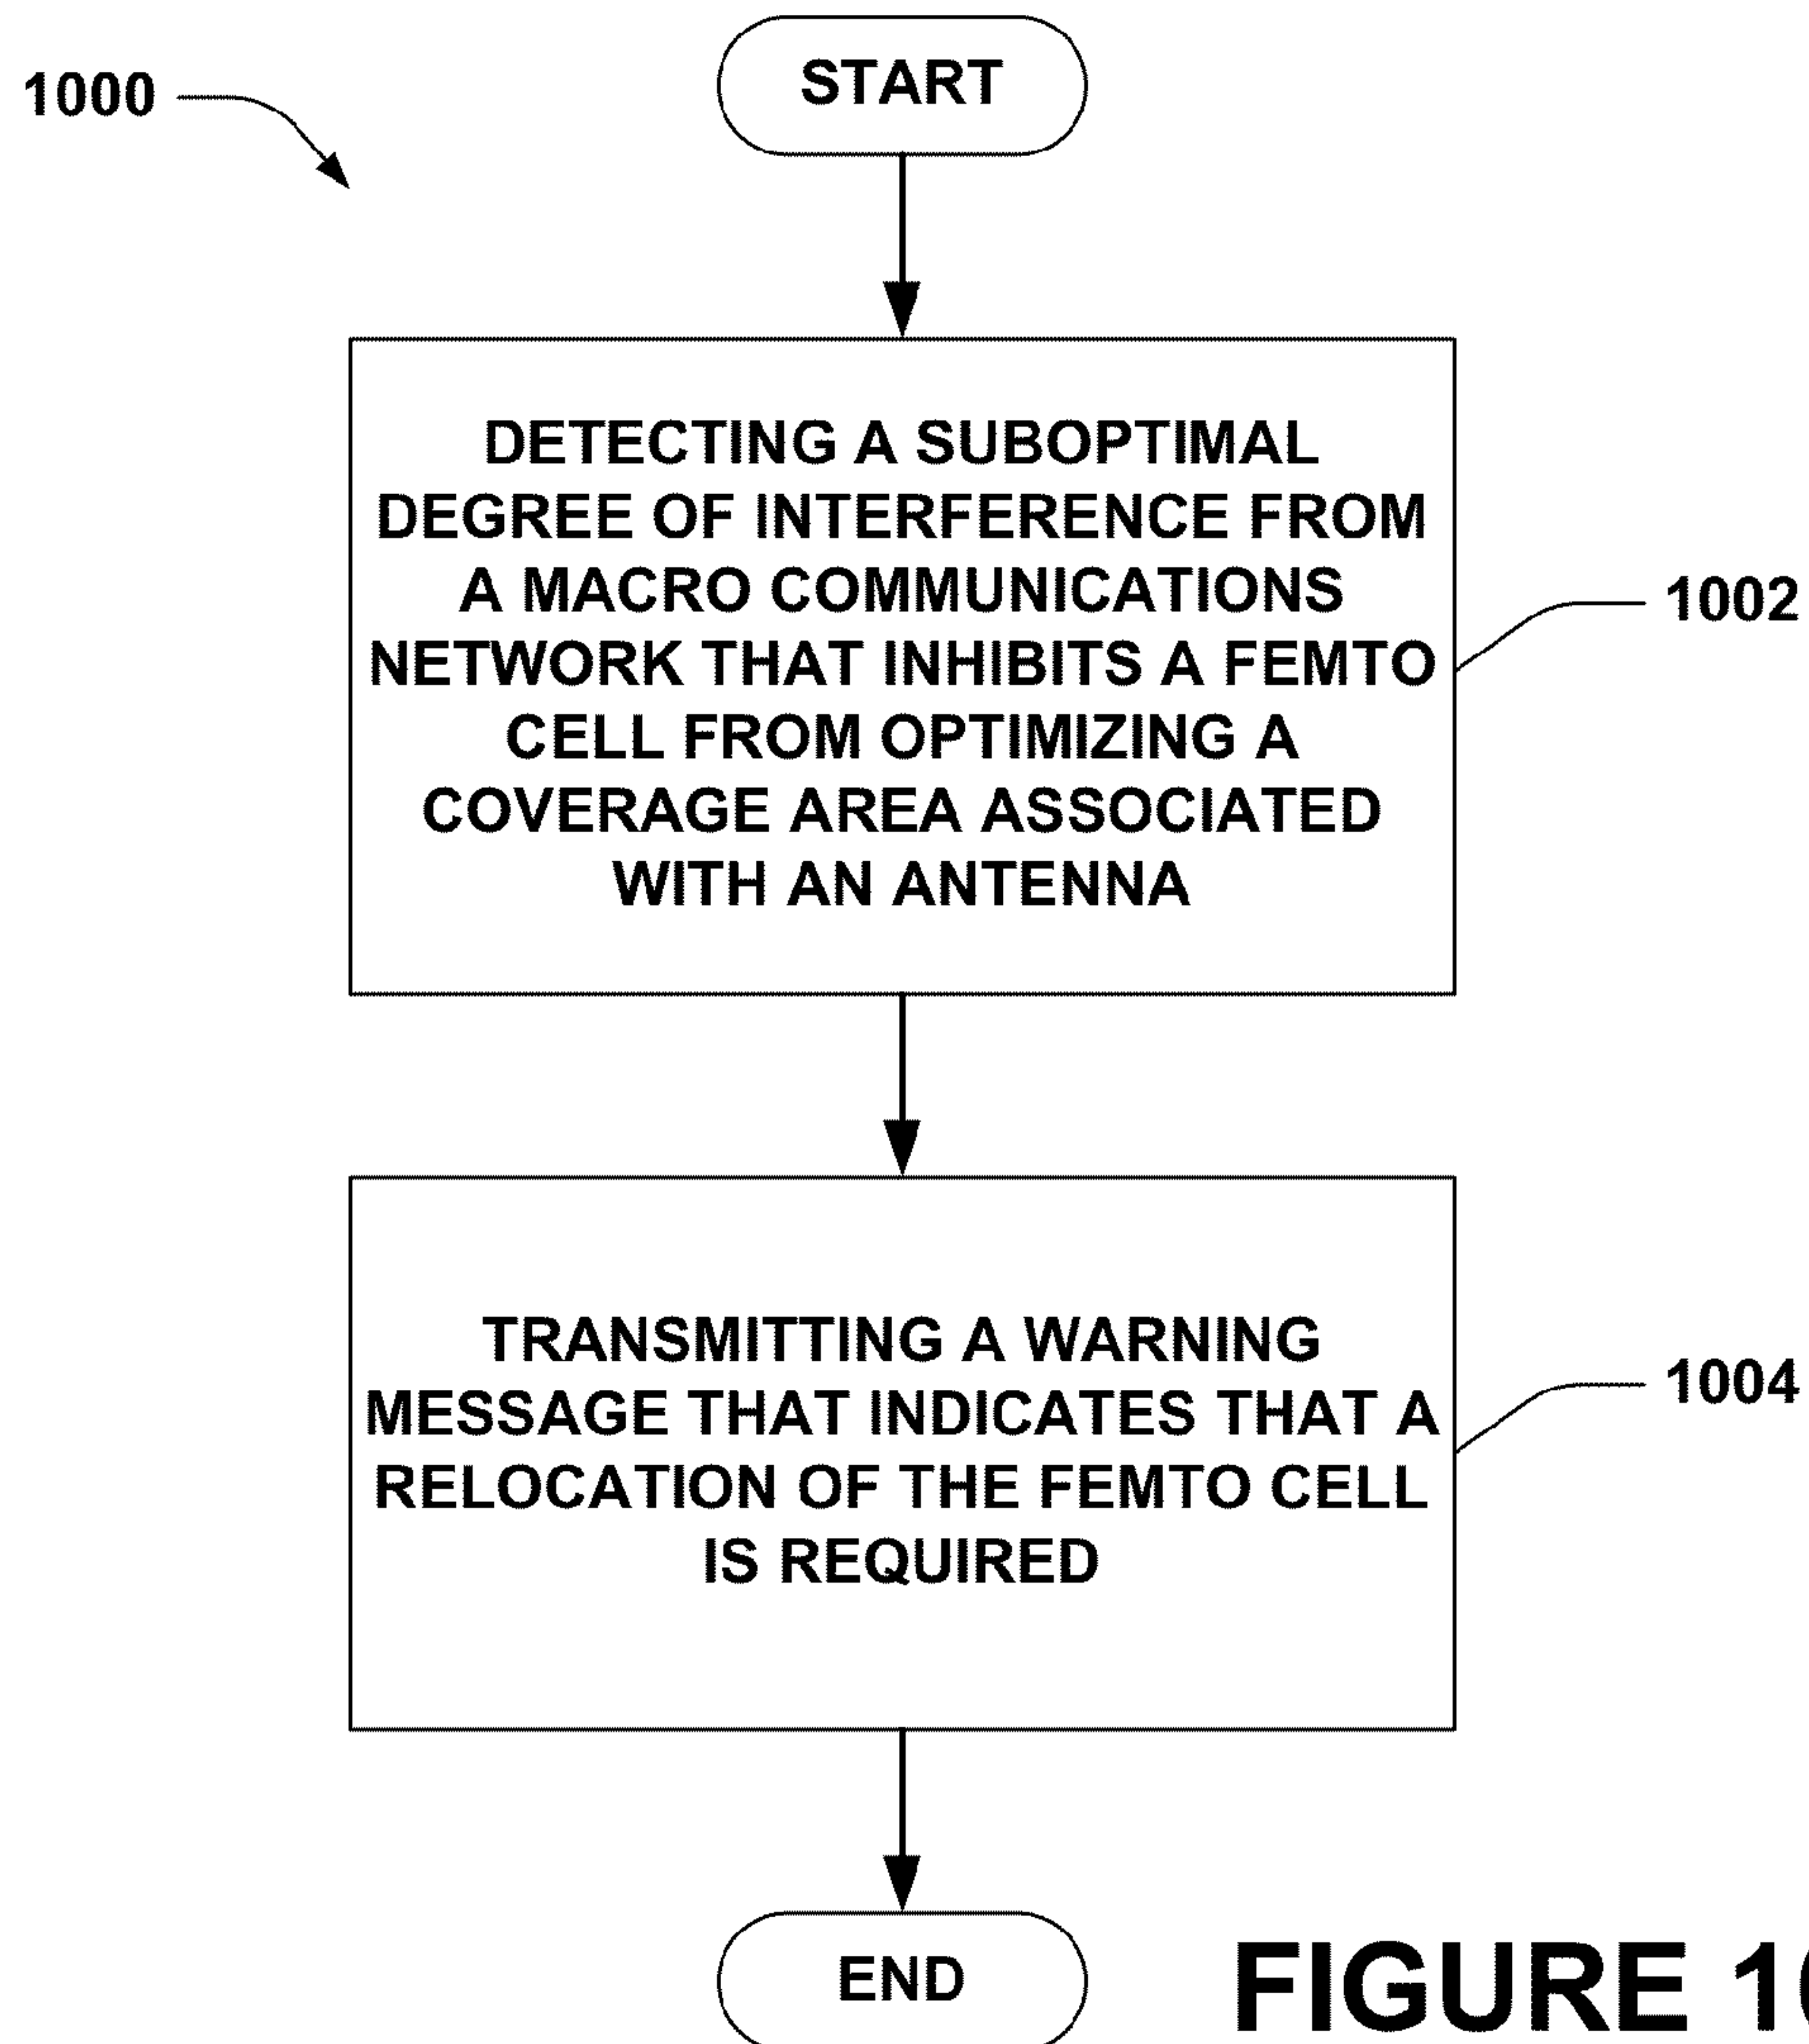 1000
START
DETECTING A SUBOPTIMAL
DEGREE OF INTERFERENCE FROM
A MACRO COMMUNICATIONS
NETWORK THAT INHIBITS A FEMTO
CELL FROM OPTIMIZING A
COVERAGE AREA ASSOCIATED
WITH AN ANTENNA
1002
TRANSMITTING A WARNING
MESSAGE THAT INDICATES THAT A
RELOCATION OF THE FEMTO CELL
IS REQUIRED
1004
END
FIGURE 10